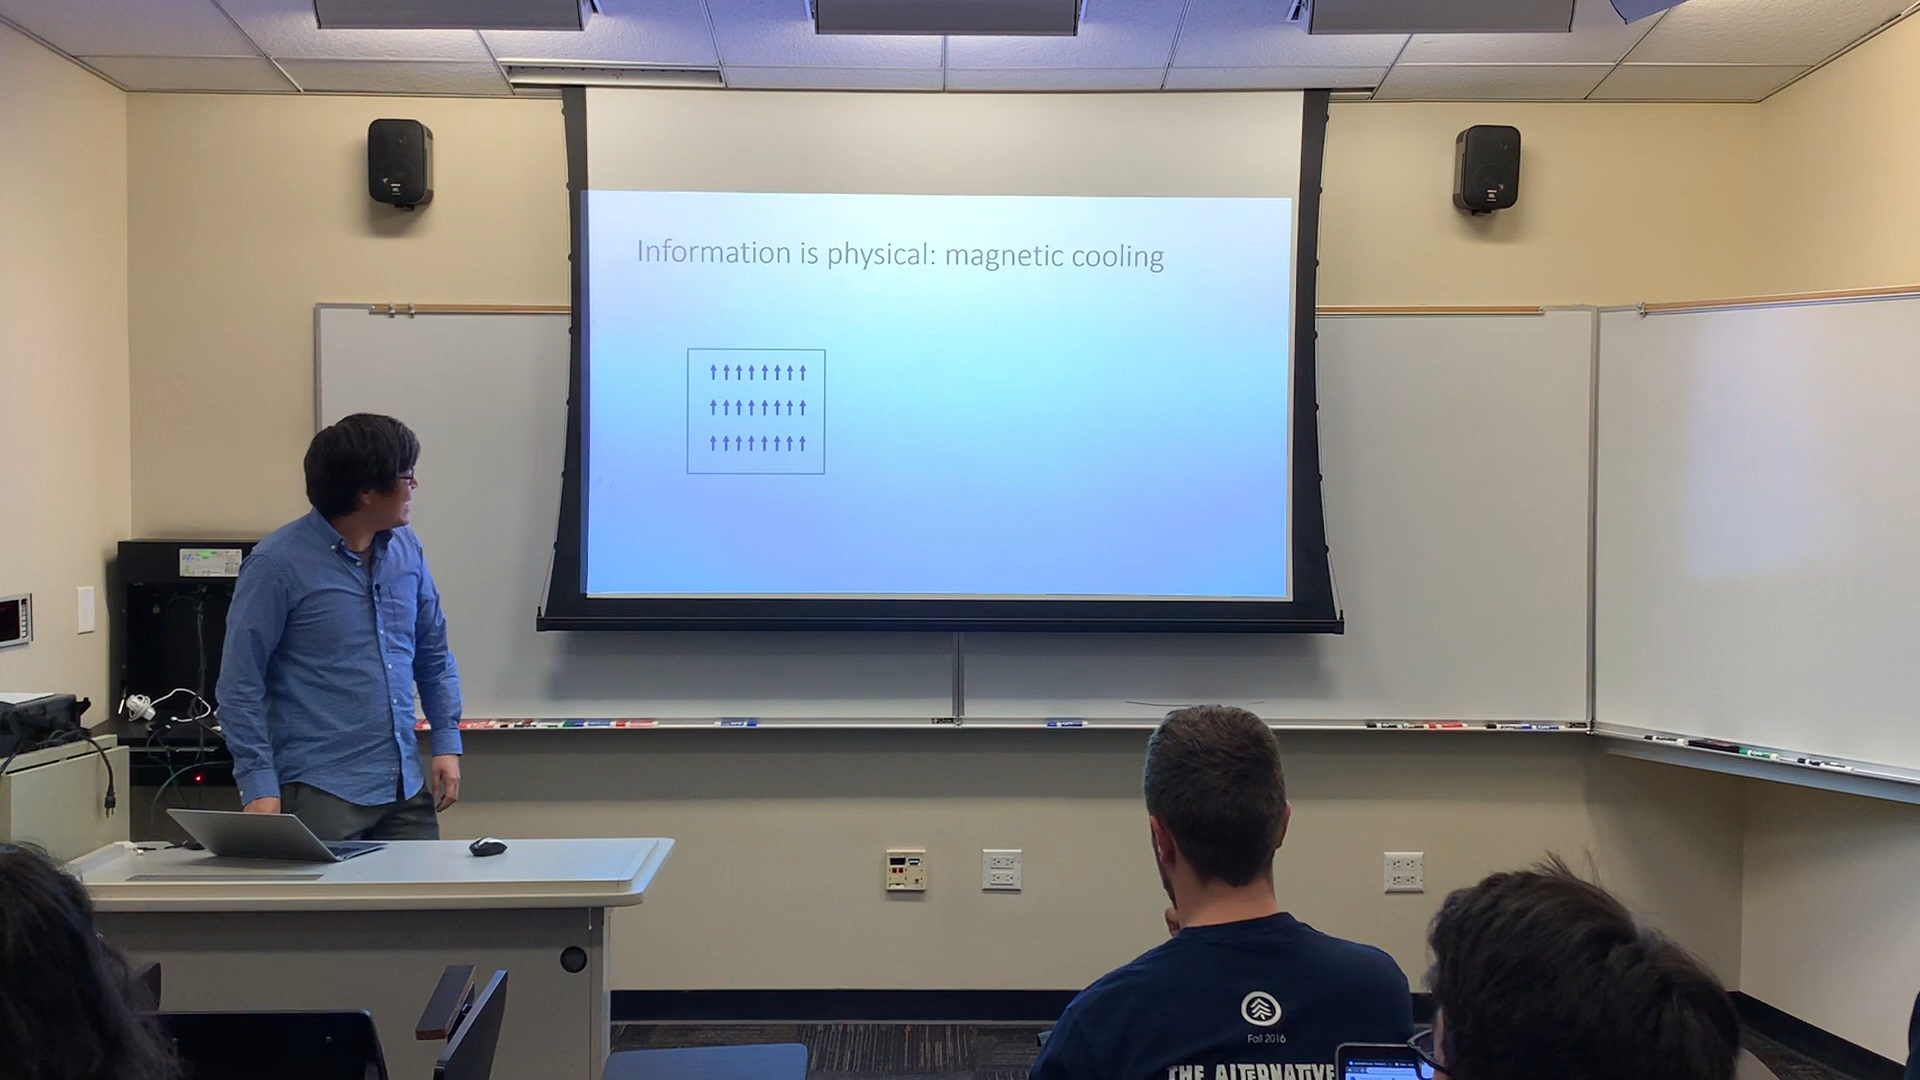 Information is physical: magnetic cooling
Fall 2016
THE ALTERNATIVE